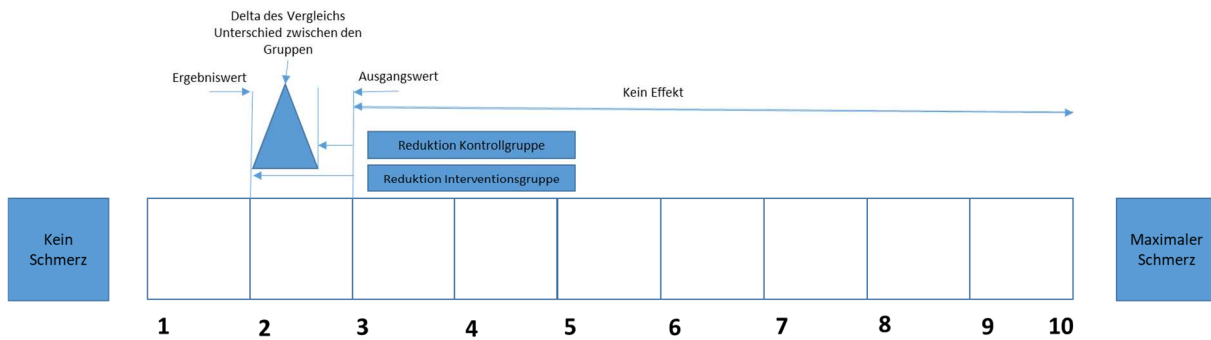 Delta des Vergleichs
Unterschied zwischen den
Gruppen
Ergebniswert
Ausgangswert
Kein Effekt
Reduktion Kontrollgruppe
Reduktion Interventionsgruppe
Kein
Schmerz
Maximaler
Schmerz
1 2 3 4 5 6 7 8 9 10